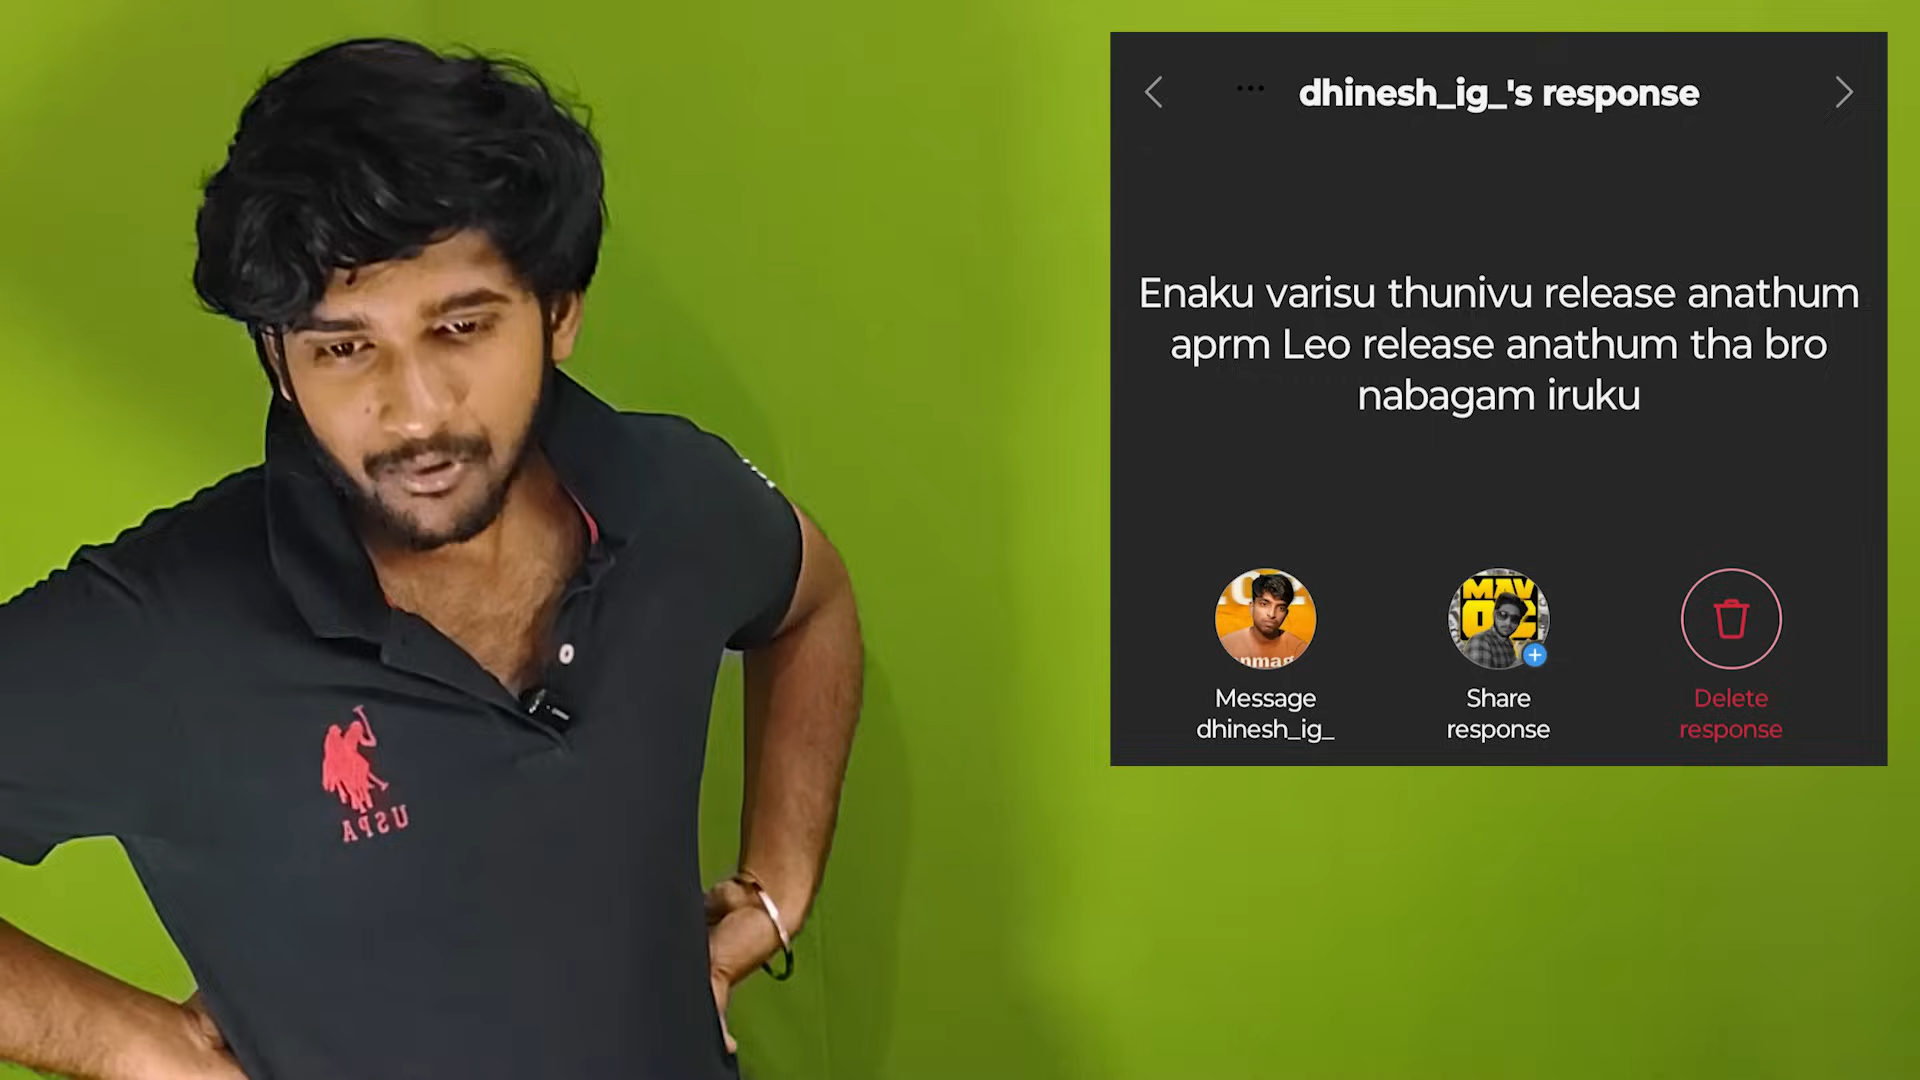 dhinesh_ig_'s response
Enaku varisu thunivu release anathum
aprm Leo release anathum tha bro
nabagam iruku
Message
dhinesh_ig_
Share
response
Delete
response
USPA